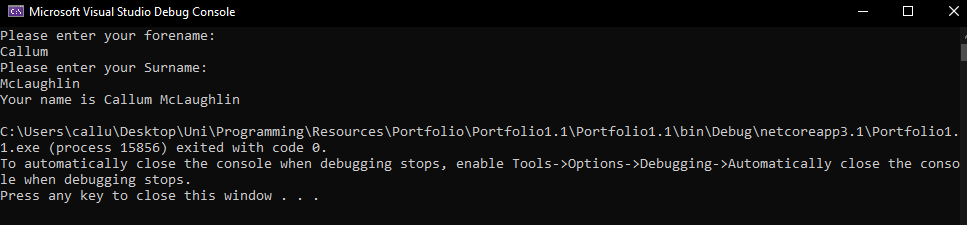 Microsoft Visual Studio Debug Console
Please enter your forename:
Callum
Please enter your Surname:
McLaughlin
Your name is Callum McLaughlin
C:\Users\callu\Desktop\Uni\Programming\Resources\Portfolio\Portfolio1.1\Portfolio1.1\bin\Debug\netcoreapp3.1\Portfolio1.
1.exe (process 15856) exited with code 0.
To automatically close the console when debugging stops, enable Tools->Options->Debugging->Automatically close the conso
le when debugging stops.
Press any key to close this window . . .